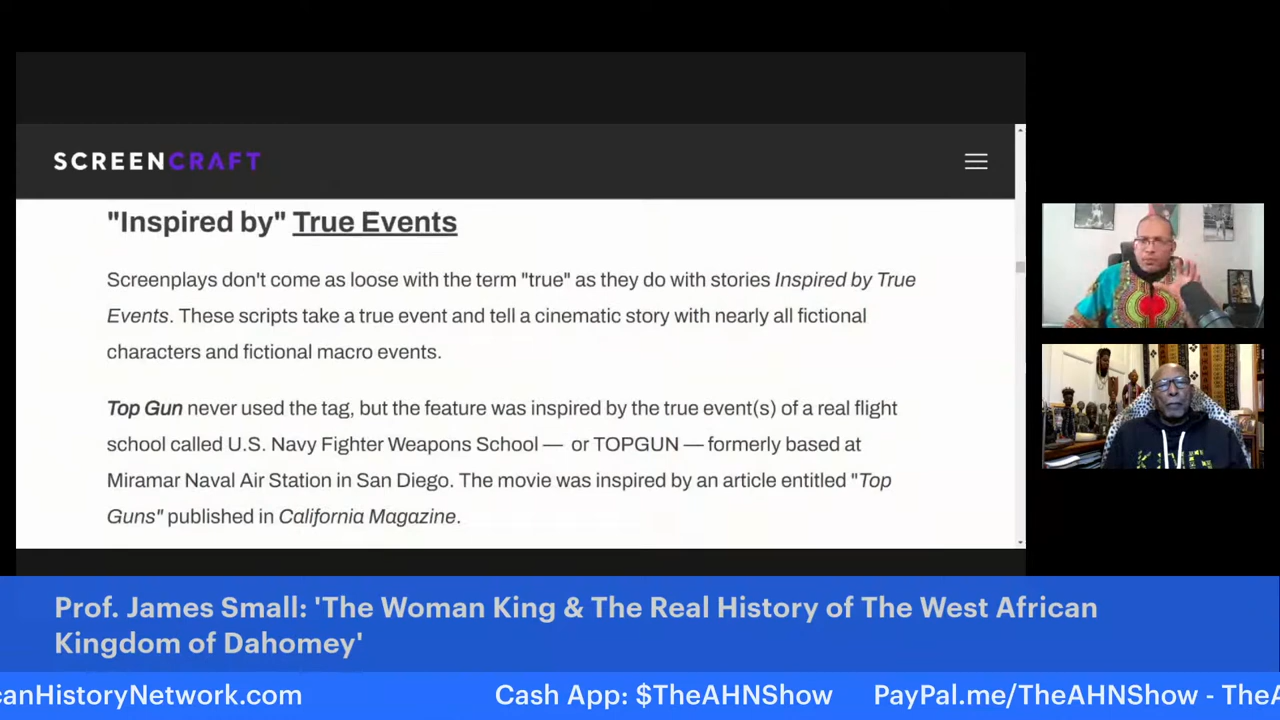 SCREENCRAFT
"Inspired by" True Events
Screenplays don't come as loose with the term "true" as they do with stories Inspired by True
Events. These scripts take a true event and tell a cinematic story with nearly all fictional
characters and fictional macro events.
Top Gun never used the tag, but the feature was inspired by the true event(s) of a real flight
school called U.S. Navy Fighter Weapons School — or TOPGUN — formerly based at
Miramar Naval Air Station in San Diego. The movie was inspired by an article entitled "Top
Guns" published in California Magazine.
Prof. James Small: 'The Woman King & The Real History of The West African
Kingdom of Dahomey'
canHistoryNetwork.com Cash App: $TheAHNShow PayPal.me/TheAHNShow - TheA